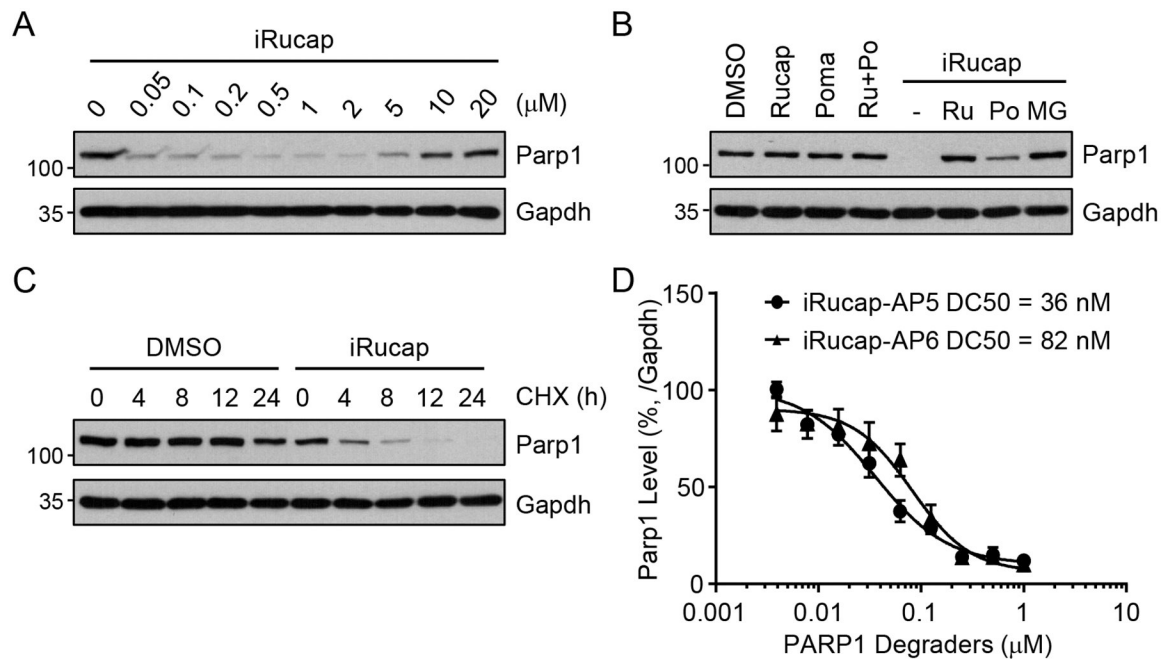 A
iRucap
0 0.05 0.1 0.2 0.5 1 2 5 10 20 (μM)
100 Parp1
35 Gapdh
B
DMSO Rucap Poma Ru+Po iRucap
- Ru Po MG
100 Parp1
35 Gapdh
C
DMSO iRucap
0 4 8 12 24 0 4 8 12 24 CHX (h)
100 Parp1
35 Gapdh
D
iRucap-AP5 DC50 = 36 nM
iRucap-AP6 DC50 = 82 nM
Parp1 Level (%, /Gapdh)
150
100
50
0
0.001 0.01 0.1 1 10
PARP1 Degraders (μM)